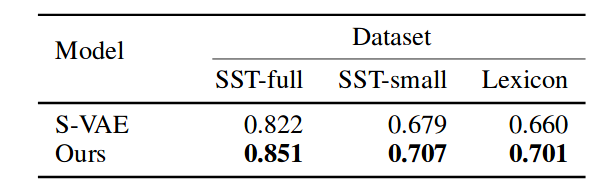 Model Dataset
SST-full SST-small Lexicon
S-VAE 0.822 0.679 0.660
Ours 0.851 0.707 0.701